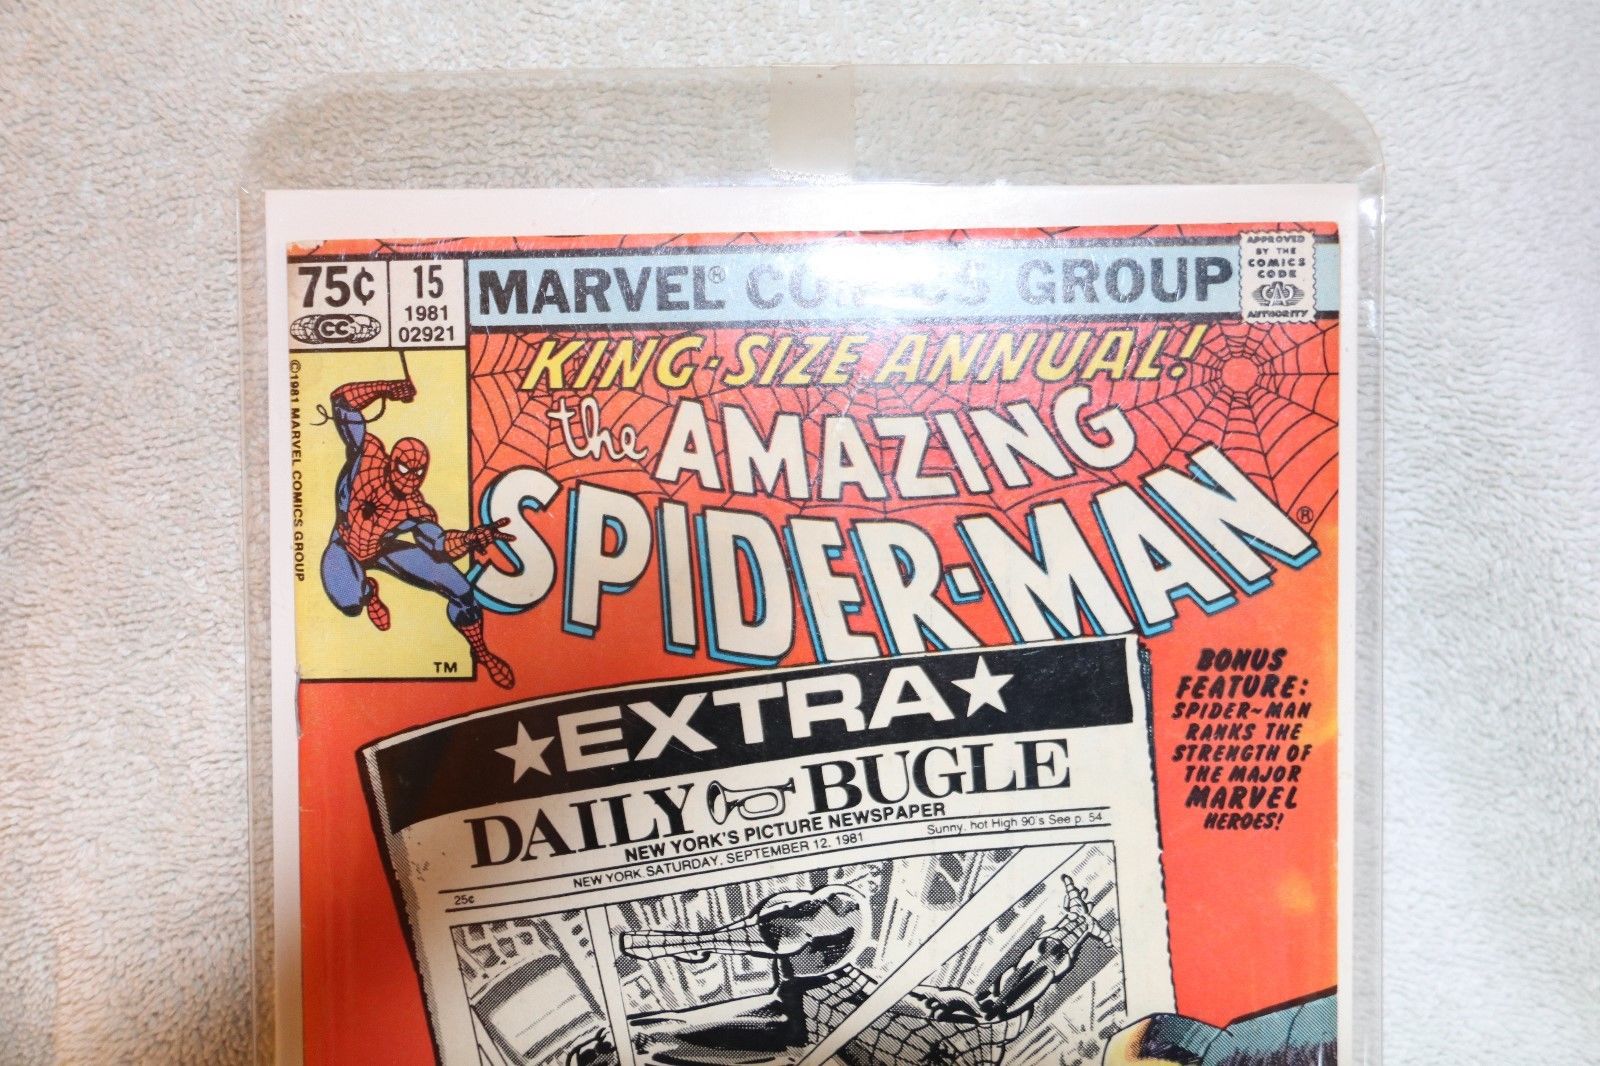 75¢
CC
15
1981
02921
MARVEL® COMICS GROUP
APPROVED
BY THE
COMICS
CODE
CA
AUTHORITY
©1981 MARVEL COMICS GROUP
KING-SIZE ANNUAL!
the AMAZING
SPIDER-MAN®
TM
★EXTRA★
DAILY BUGLE
NEW YORK'S PICTURE NEWSPAPER
NEW YORK, SATURDAY, SEPTEMBER 12, 1981
Sunny, hot High 90's See p. 54
25¢
BONUS
FEATURE:
SPIDER-MAN
RANKS THE
STRENGTH OF
THE MAJOR
MARVEL
HEROES!